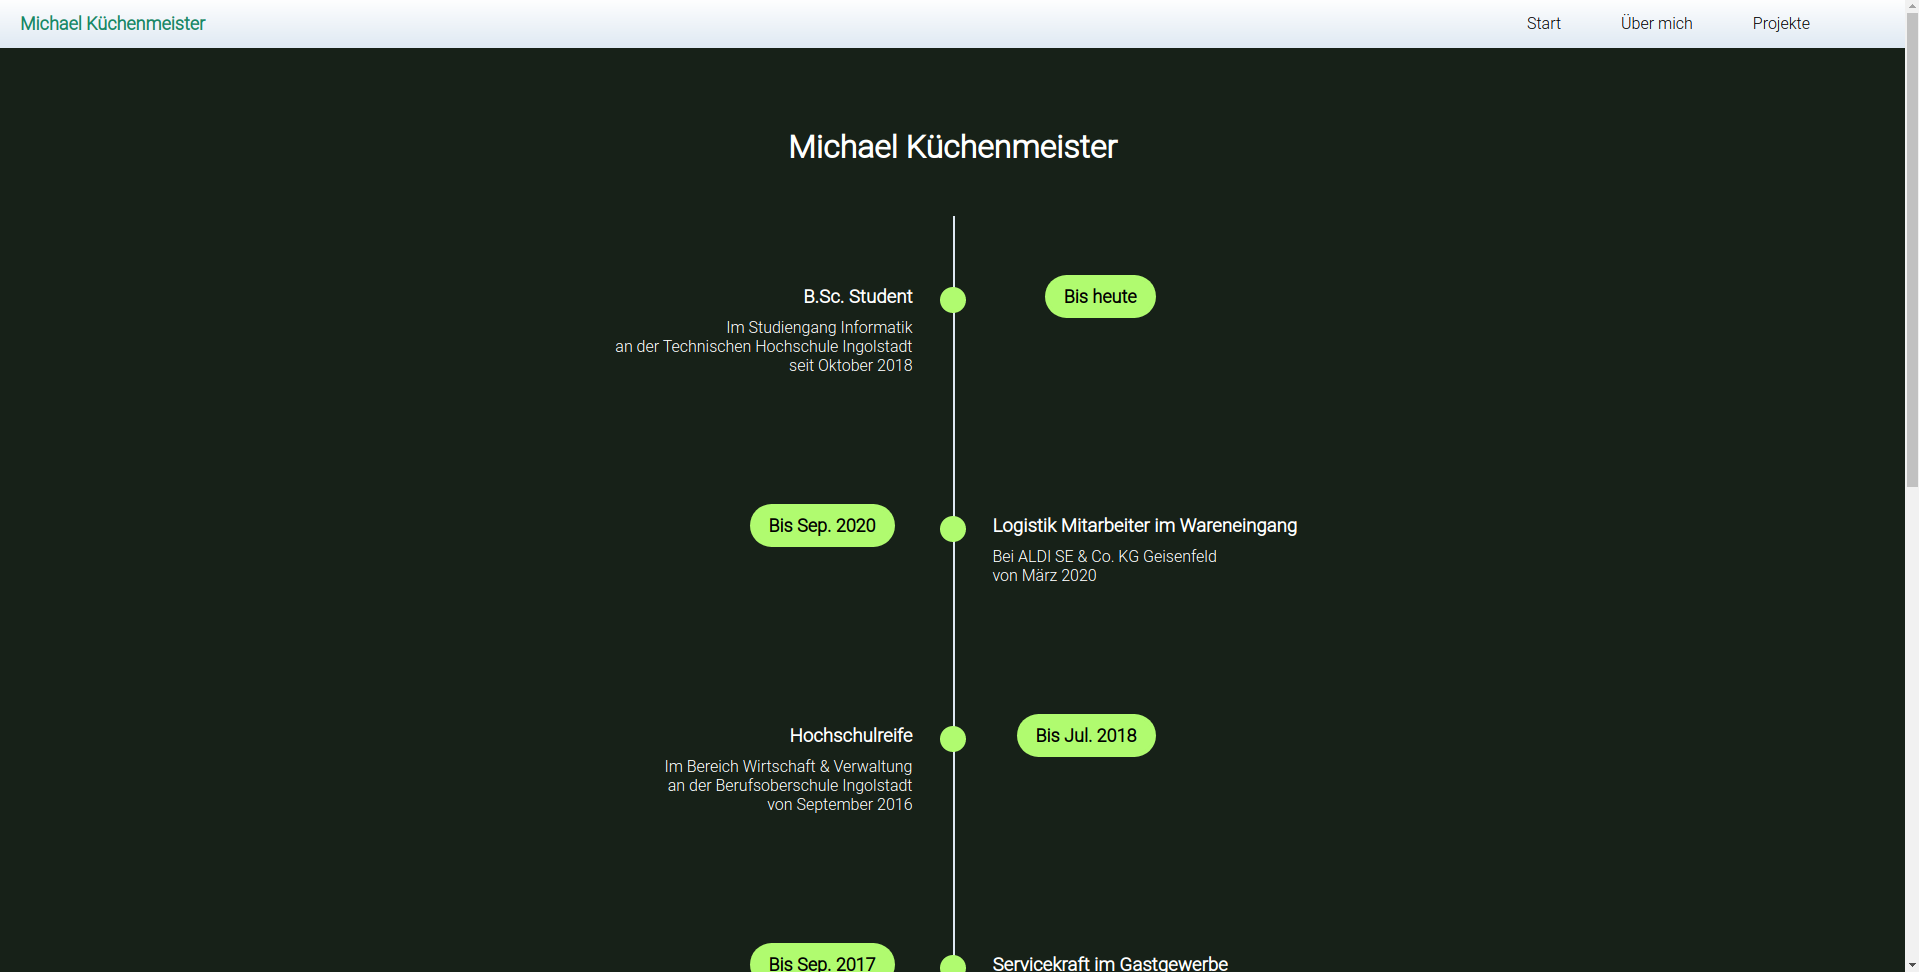 Michael Küchenmeister
Start
Über mich
Projekte
Michael Küchenmeister
B.Sc. Student
Bis heute
Im Studiengang Informatik
an der Technischen Hochschule Ingolstadt
seit Oktober 2018
Bis Sep. 2020
Logistik Mitarbeiter im Wareneingang
Bei ALDI SE & Co. KG Geisenfeld
von März 2020
Hochschulreife
Bis Jul. 2018
Im Bereich Wirtschaft & Verwaltung
an der Berufsoberschule Ingolstadt
von September 2016
Bis Sep. 2017
Servicekraft im Gastgewerbe